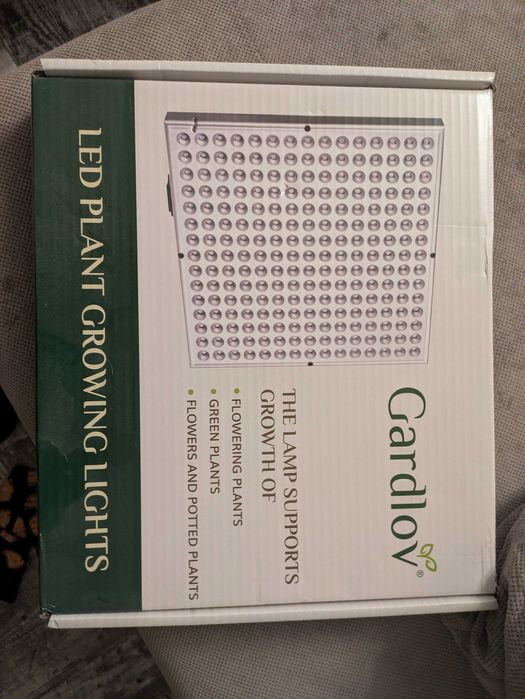 Gardlov®
THE LAMP SUPPORTS
GROWTH OF
• FLOWERING PLANTS
• GREEN PLANTS
• FLOWERS AND POTTED PLANTS
LED PLANT GROWING LIGHTS